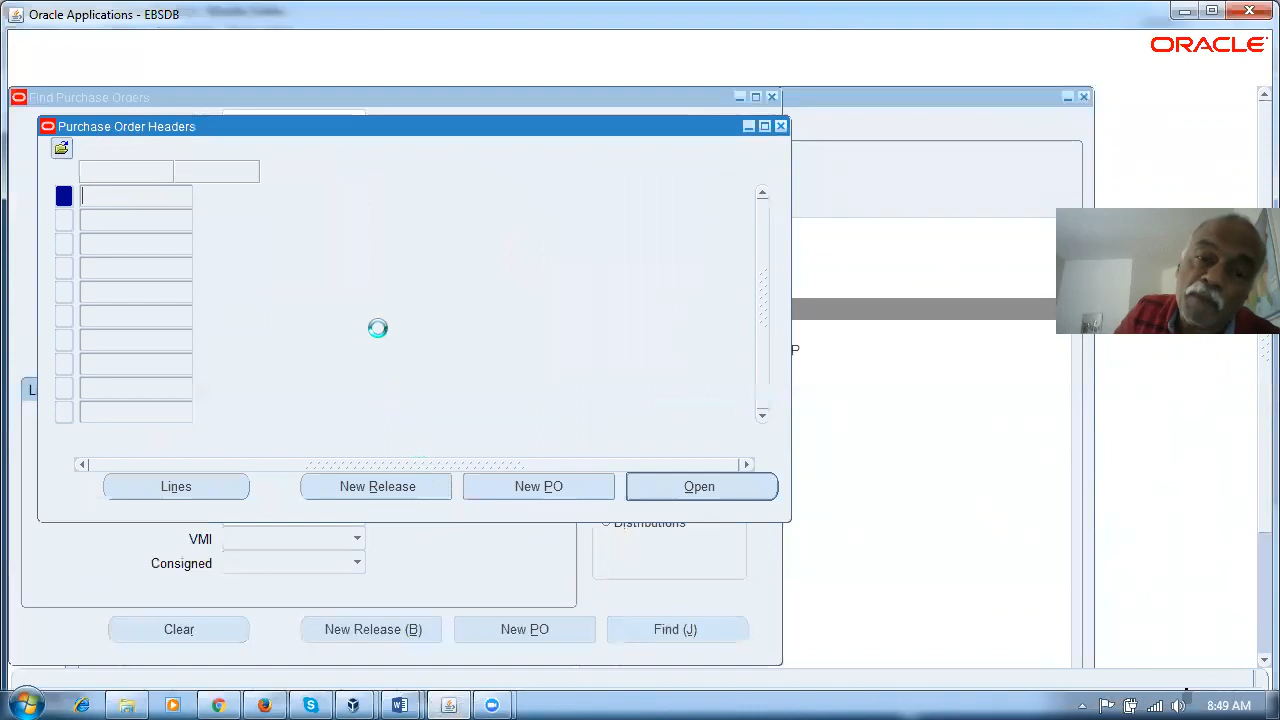 Oracle Applications - EBSDB
ORACLE
Find Purchase Orders
Purchase Order Headers
L
P
Lines
New Release
New PO
Open
Distributions
VMI
Consigned
Clear
New Release (B)
New PO
Find (J)
8:49 AM